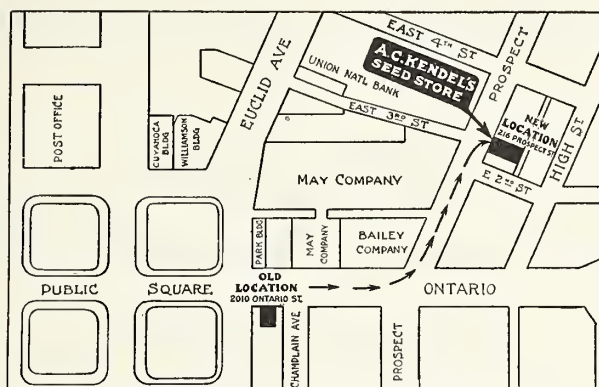 EAST 4TH ST
PROSPECT
EUCLID AVE
A.C. KENDEL'S
SEED STORE
UNION NATL BANK
EAST 3RD ST
POST OFFICE
CUYAHOGA
BLDG
WILLIAMSON
BLDG
NEW
LOCATION
216 PROSPECT ST.
HIGH ST
E 2ND ST
MAY COMPANY
PARK BLDG
MAY
COMPANY
BAILEY
COMPANY
OLD
LOCATION
2010 ONTARIO ST.
PUBLIC SQUARE
ONTARIO
CHAMPLAIN AVE
PROSPECT